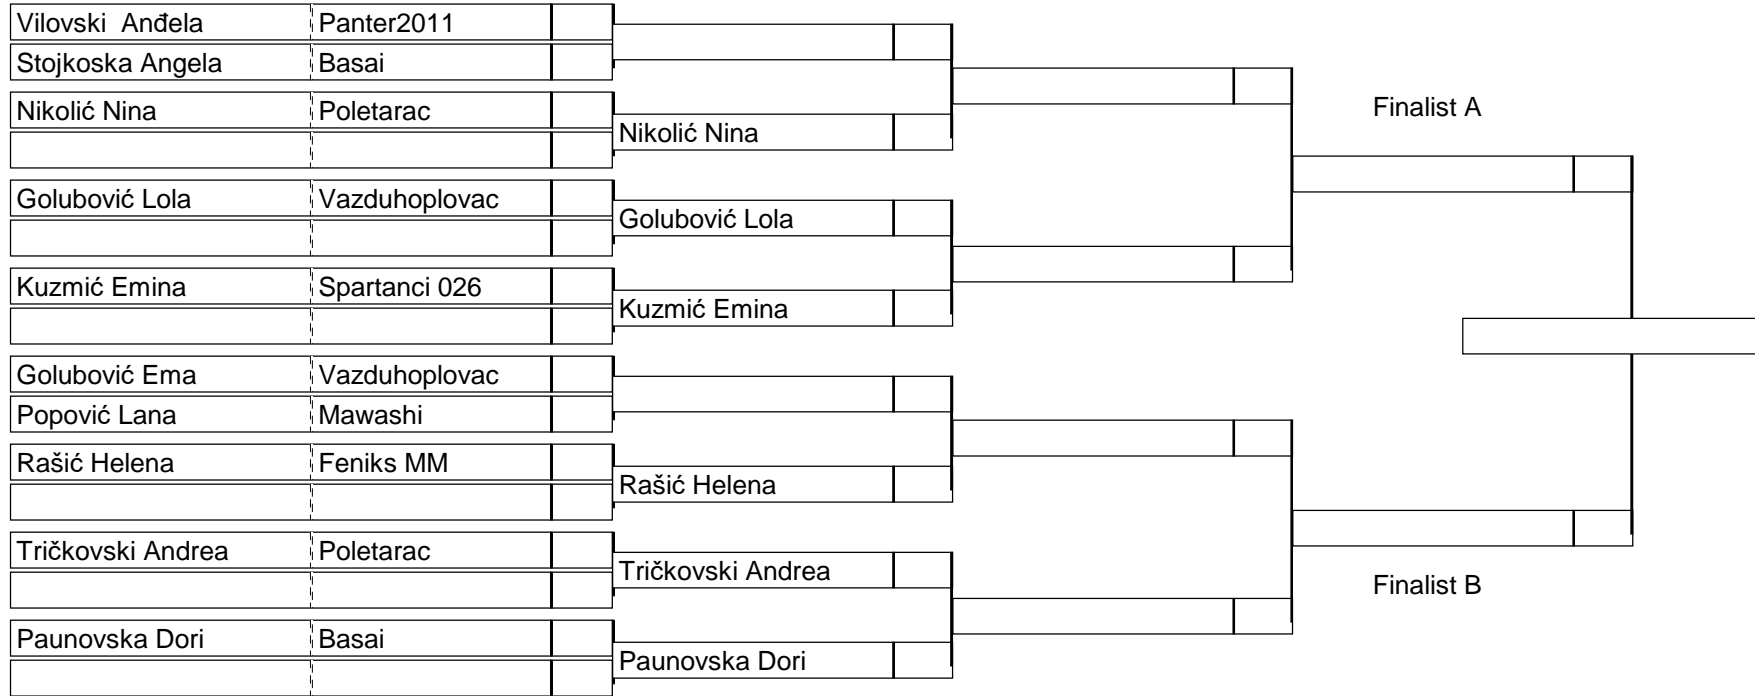 Vilovski  Anđela Panter2011
Stojkoska Angela Basai
Nikolić Nina Poletarac
Nikolić Nina
Golubović Lola Vazduhoplovac
Golubović Lola
Kuzmić Emina Spartanci 026
Kuzmić Emina
Golubović Ema Vazduhoplovac
Popović Lana Mawashi
Rašić Helena Feniks MM
Rašić Helena
Tričkovski Andrea Poletarac
Tričkovski Andrea
Paunovska Dori Basai
Paunovska Dori
Finalist A
Finalist B